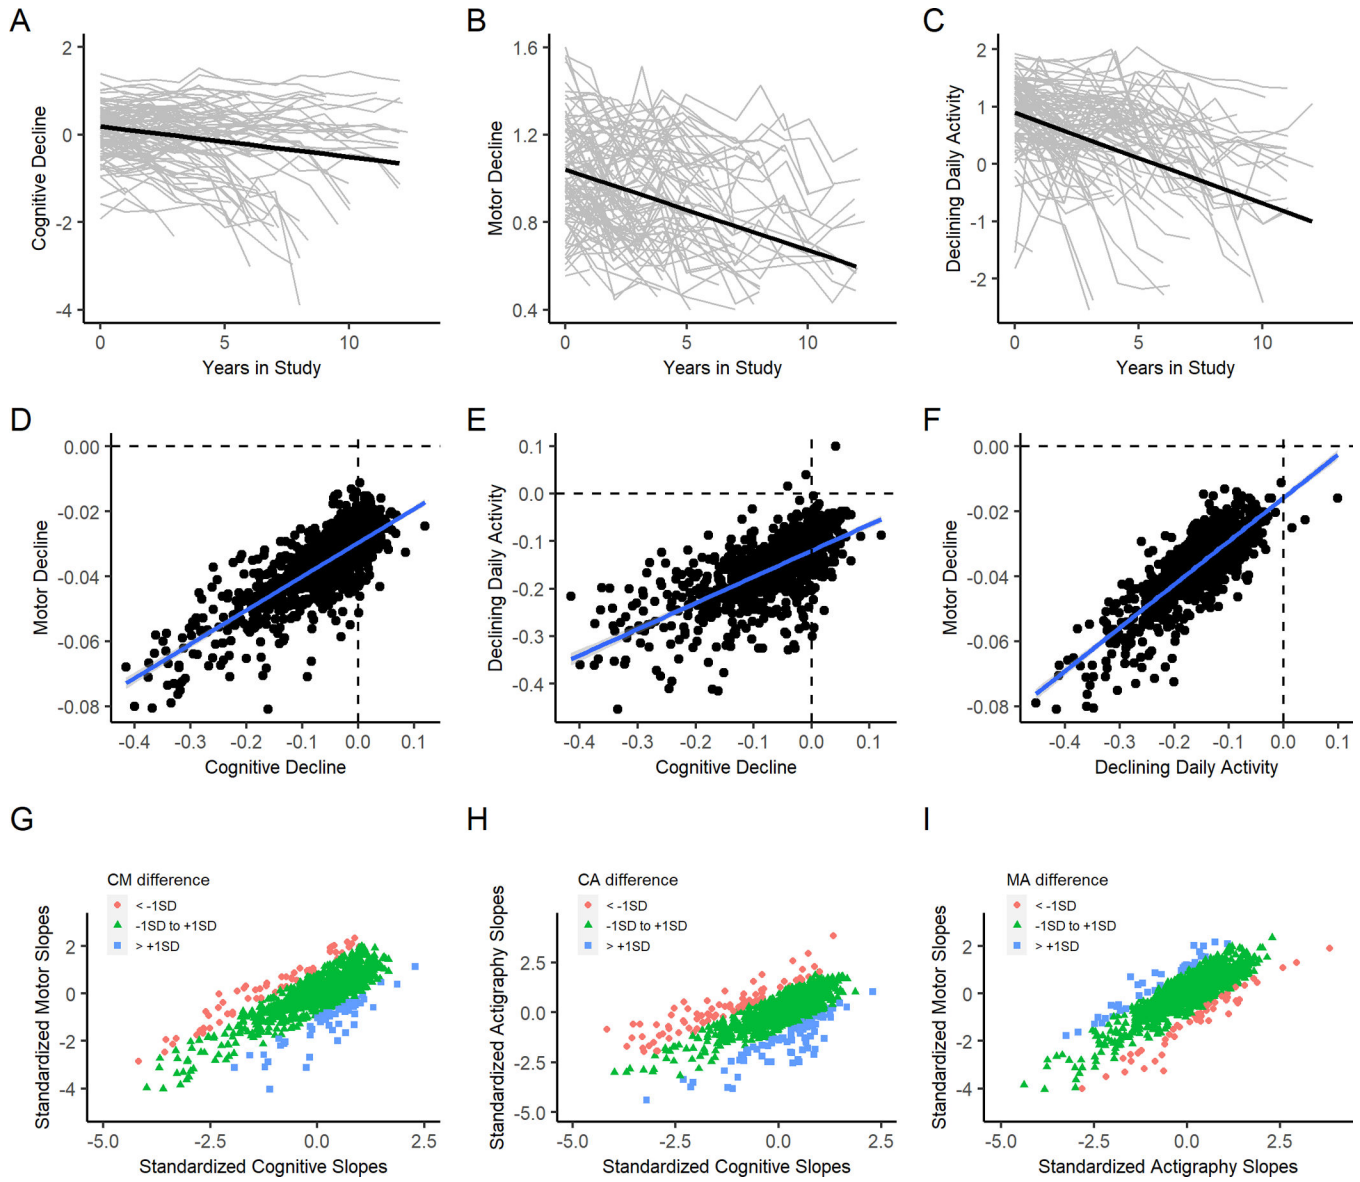 A
Cognitive Decline
2
0
-2
-4
0
5
10
Years in Study
B
Motor Decline
1.6
1.2
0.8
0.4
0
5
10
Years in Study
C
Declining Daily Activity
2
1
0
-1
-2
0
5
10
Years in Study
D
Motor Decline
0.00
-0.02
-0.04
-0.06
-0.08
-0.4
-0.3
-0.2
-0.1
0.0
0.1
Cognitive Decline
E
Declining Daily Activity
0.1
0.0
-0.1
-0.2
-0.3
-0.4
-0.4
-0.3
-0.2
-0.1
0.0
0.1
Cognitive Decline
F
Motor Decline
0.00
-0.02
-0.04
-0.06
-0.08
-0.4
-0.3
-0.2
-0.1
0.0
0.1
Declining Daily Activity
G
CM difference
< -1SD
-1SD to +1SD
> +1SD
Standardized Motor Slopes
2
0
-2
-4
-5.0
-2.5
0.0
2.5
Standardized Cognitive Slopes
H
CA difference
< -1SD
-1SD to +1SD
> +1SD
Standardized Actigraphy Slopes
2.5
0.0
-2.5
-5.0
-5.0
-2.5
0.0
2.5
Standardized Cognitive Slopes
I
MA difference
< -1SD
-1SD to +1SD
> +1SD
Standardized Motor Slopes
2
0
-2
-4
-5.0
-2.5
0.0
2.5
Standardized Actigraphy Slopes